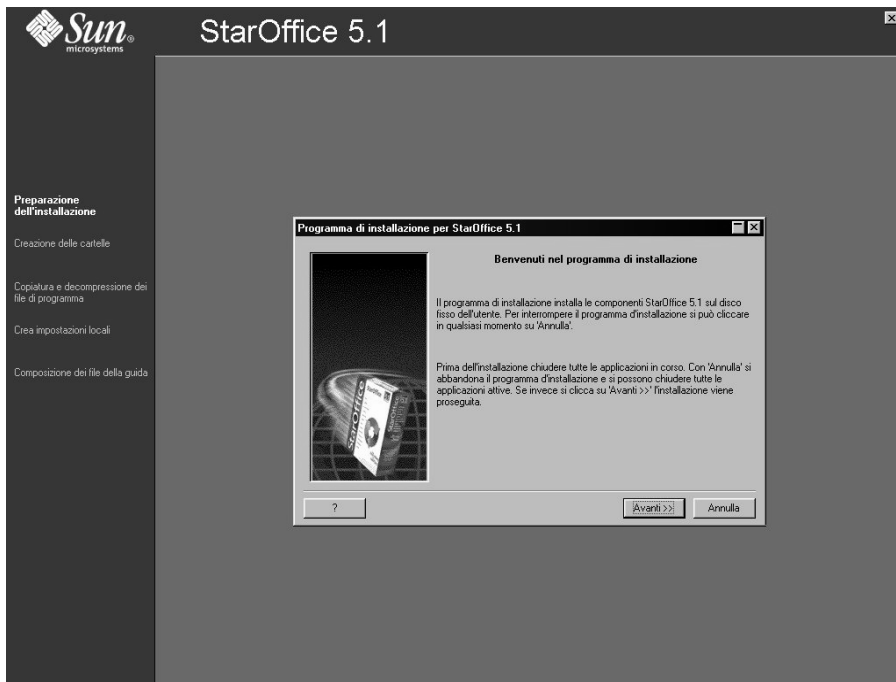 Sun®
microsystems
StarOffice 5.1
Preparazione
dell'installazione
Creazione delle cartelle
Copiatura e decompressione dei
file di programma
Crea impostazioni locali
Composizione dei file della guida
Programma di installazione per StarOffice 5.1
Benvenuti nel programma di installazione
Il programma di installazione installa le componenti StarOffice 5.1 sul disco
fisso dell'utente. Per interrompere il programma d'installazione si può cliccare
in qualsiasi momento su 'Annulla'.
Prima dell'installazione chiudere tutte le applicazioni in corso. Con 'Annulla' si
abbandona il programma d'installazione e si possono chiudere tutte le
applicazioni attive. Se invece si clicca su 'Avanti >>' l'installazione viene
proseguita.
StarOffice
?
Avanti >>
Annulla